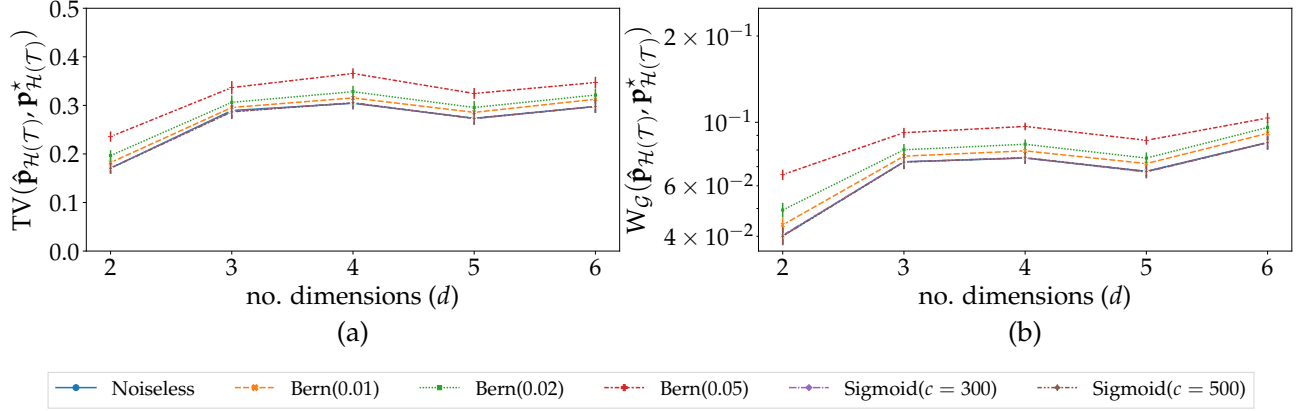 TV(p̂_ℋ(𝒯), p*_ℋ(𝒯))
0.5
0.4
0.3
0.2
0.1
0.0
2 3 4 5 6
no. dimensions (d)
(a)
W_𝒢(p̂_ℋ(𝒯), p*_ℋ(𝒯))
2 × 10⁻¹
10⁻¹
6 × 10⁻²
4 × 10⁻²
2 3 4 5 6
no. dimensions (d)
(b)
Noiseless Bern(0.01) Bern(0.02) Bern(0.05) Sigmoid(c = 300) Sigmoid(c = 500)